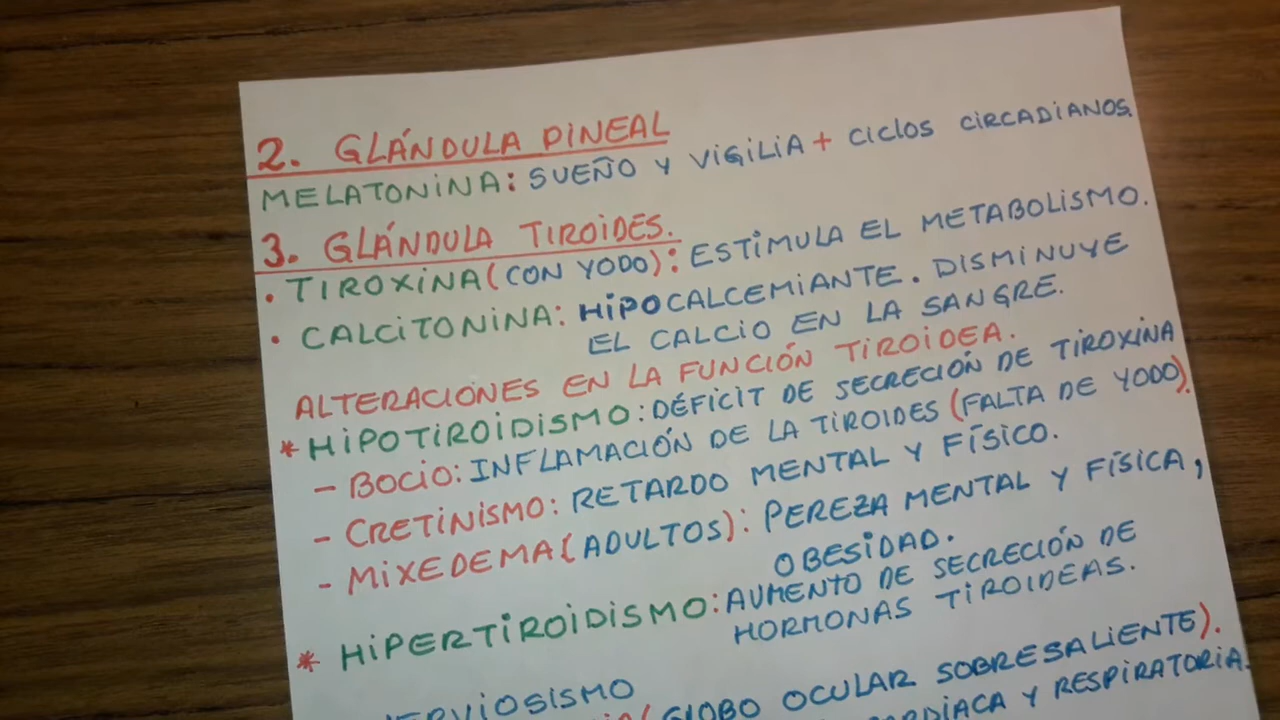 2. GLÁNDULA PINEAL
MELATONINA: SUEÑO Y VIGILIA + CICLOS CIRCADIANOS.
3. GLÁNDULA TIROIDES.
• TIROXINA (CON YODO): ESTIMULA EL METABOLISMO.
• CALCITONINA: HIPOCALCEMIANTE. DISMINUYE
EL CALCIO EN LA SANGRE.
ALTERACIONES EN LA FUNCIÓN TIROIDEA.
* HIPOTIROIDISMO: DÉFICIT DE SECRECIÓN DE TIROXINA
- BOCIO: INFLAMACIÓN DE LA TIROIDES (FALTA DE YODO).
- CRETINISMO: RETARDO MENTAL Y FÍSICO.
- MIXEDEMA (ADULTOS): PEREZA MENTAL Y FÍSICA,
OBESIDAD.
* HIPERTIROIDISMO: AUMENTO DE SECRECIÓN DE
HORMONAS TIROIDEAS.
NERVIOSISMO
(GLOBO OCULAR SOBRESALIENTE).
Y RESPIRATORIA.